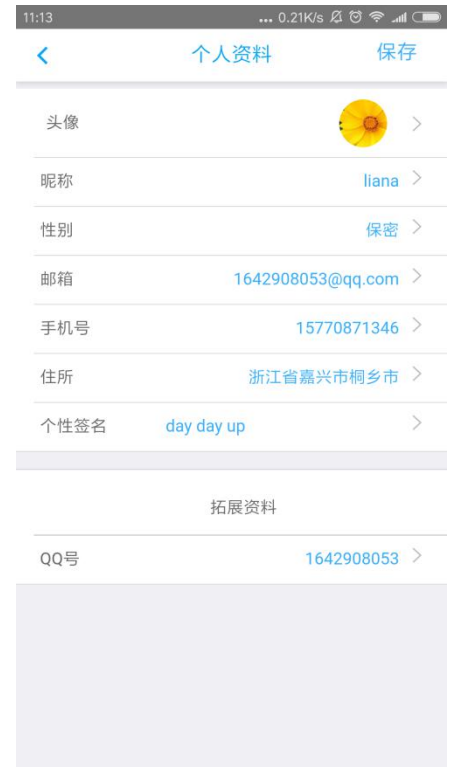 11:13 ... 0.21K/s
个人资料 保存
头像
昵称 liana
性别 保密
邮箱 1642908053@qq.com
手机号 15770871346
住所 浙江省嘉兴市桐乡市
个性签名 day day up
拓展资料
QQ号 1642908053